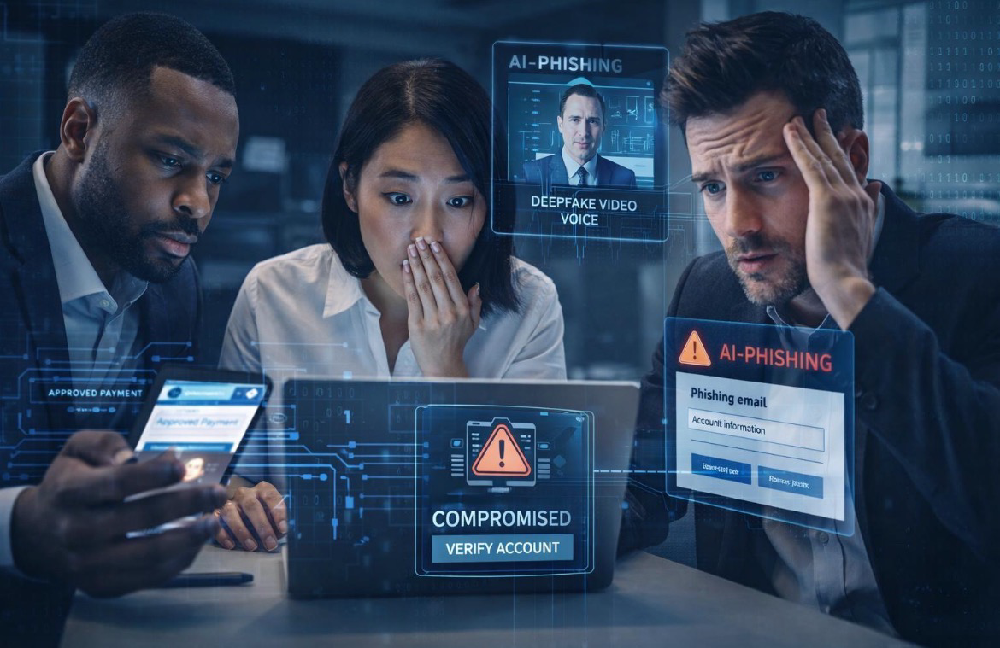 AI-PHISHING
DEEPFAKE VIDEO
VOICE
AI-PHISHING
Phishing email
Account information
APPROVED PAYMENT
Approved Payment
COMPROMISED
VERIFY ACCOUNT